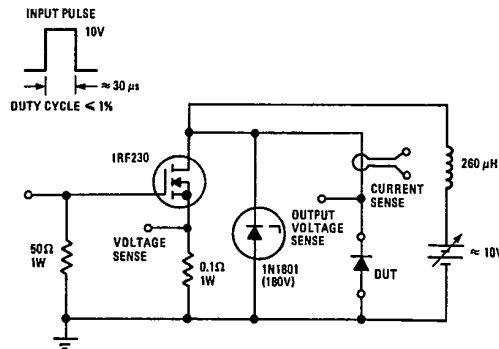 INPUT PULSE
10V
≈ 30 μs
DUTY CYCLE < 1%
IRF230
260 μH
CURRENT
SENSE
OUTPUT
VOLTAGE
SENSE
VOLTAGE
SENSE
≈ 10V
50Ω
1W
0.1Ω
1W
1N1801
(180V)
DUT